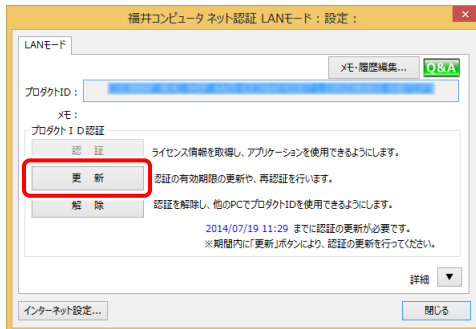 福井コンピュータ ネット認証 LANモード：設定：
LANモード
メモ・履歴編集...
Q&A
プロダクトID：
メモ：
プロダクトＩＤ認証
認　証
ライセンス情報を取得し、アプリケーションを使用できるようにします。
更　新
認証の有効期限の更新や、再認証を行います。
解　除
認証を解除し、他のPCでプロダクトIDを使用できるようにします。
2014/07/19 11:29 までに認証の更新が必要です。
※期間内に「更新」ボタンにより、認証の更新を行ってください。
詳細 ▼
インターネット設定...
閉じる